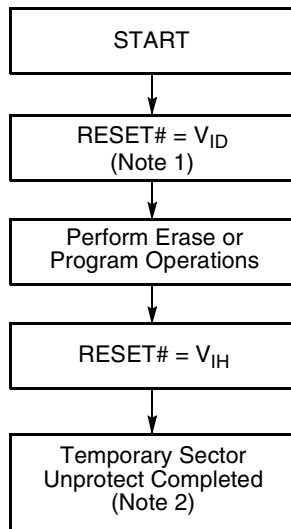 START
RESET# = VID
(Note 1)
Perform Erase or
Program Operations
RESET# = VIH
Temporary Sector
Unprotect Completed
(Note 2)